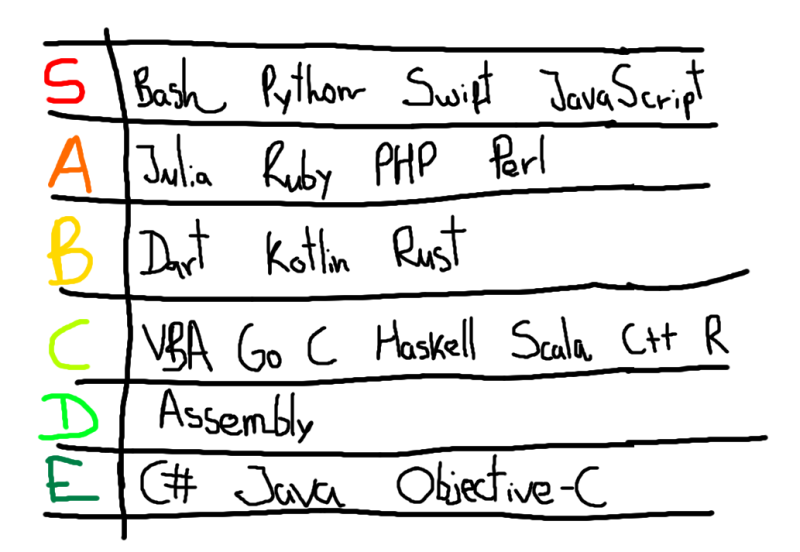 S Bash Python Swift JavaScript
A Julia Ruby PHP Perl
B Dart Kotlin Rust
C VBA Go C Haskell Scala C++ R
D Assembly
E C# Java Objective-C